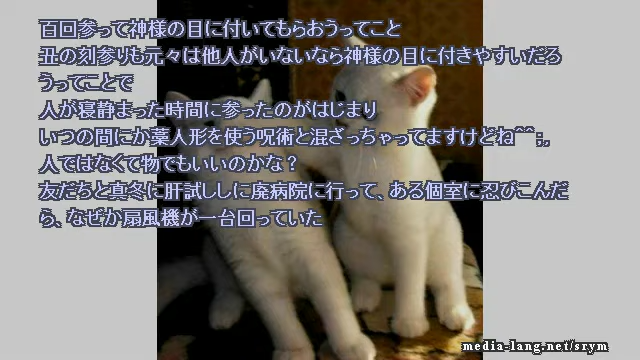 百回参って神様の目に付いてもらおうってこと
丑の刻参りも元々は他人がいないなら神様の目に付きやすいだろ
うってことで
人が寝静まった時間に参ったのがはじまり
いつの間にか藁人形を使う呪術と混ざっちゃってますけどね^^;,
人ではなくて物でもいいのかな？
友だちと真冬に肝試ししに廃病院に行って、ある個室に忍びこんだ
ら、なぜか扇風機が一台回っていた
media-lang.net/srym